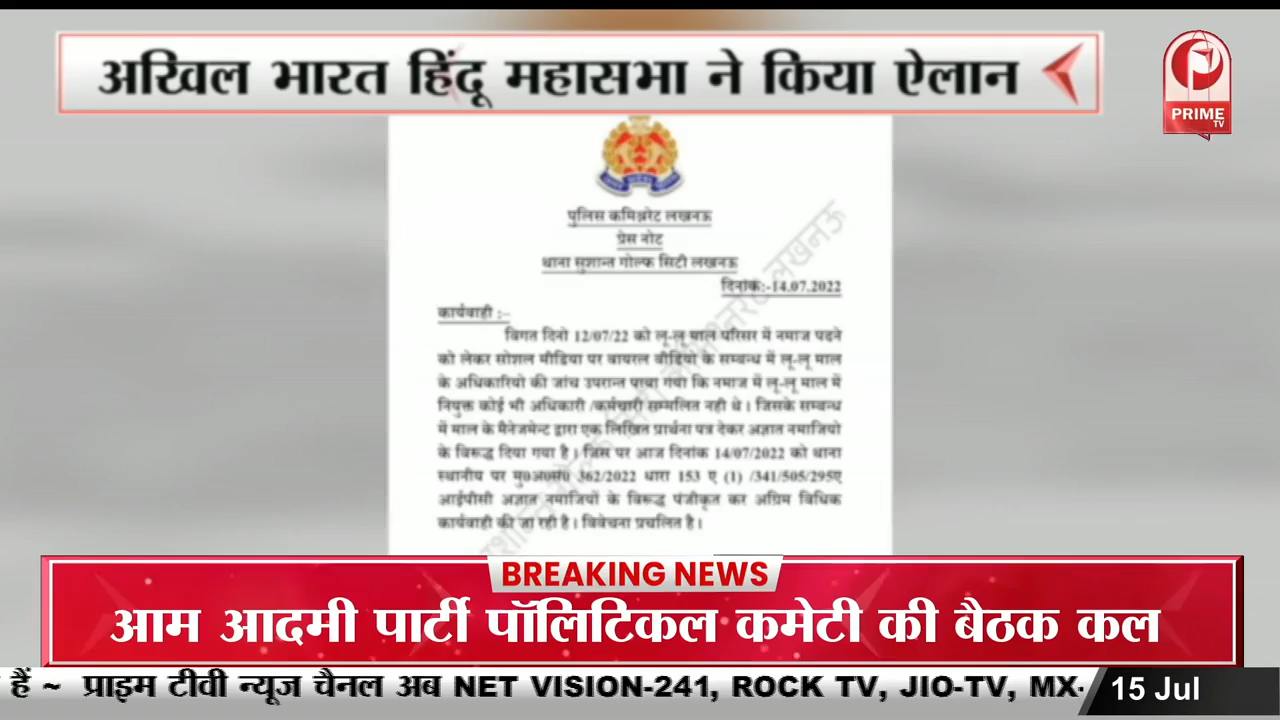 अखिल भारत हिंदू महासभा ने किया ऐलान
PRIME
TV
पुलिस कमिश्नरेट लखनऊ
प्रेस नोट
थाना सुशान्त गोल्फ सिटी लखनऊ
दिनांक:-14.07.2022
कार्यवाही :-
विगत दिनो 12/07/22 को लू-लू माल परिसर में नमाज पढने
को लेकर सोशल मीडिया पर वायरल वीडियो के सम्बन्ध में लू-लू माल
के अधिकारियो की जांच उपरान्त पाया गया कि नमाज में लू-लू माल में
नियुक्त कोई भी अधिकारी /कर्मचारी सम्मलित नही थे। जिसके सम्बन्ध
में माल के मैनेजमेन्ट द्वारा एक लिखित प्रार्थना पत्र देकर अज्ञात नमाजियो
के विरूद्ध दिया गया है। जिस पर आज दिनांक 14/07/2022 को थाना
स्थानीय पर मु0अ0सं0 362/2022 धारा 153 ए (1) /341/505/295ए
आईपीसी अज्ञात नमाजियों के विरूद्ध पंजीकृत कर अग्रिम विधिक
कार्यवाही की जा रही है। विवेचना प्रचलित है।
BREAKING NEWS
आम आदमी पार्टी पॉलिटिकल कमेटी की बैठक कल
हैं ~ प्राइम टीवी न्यूज चैनल अब NET VISION-241, ROCK TV, JIO-TV, MX-
15 Jul